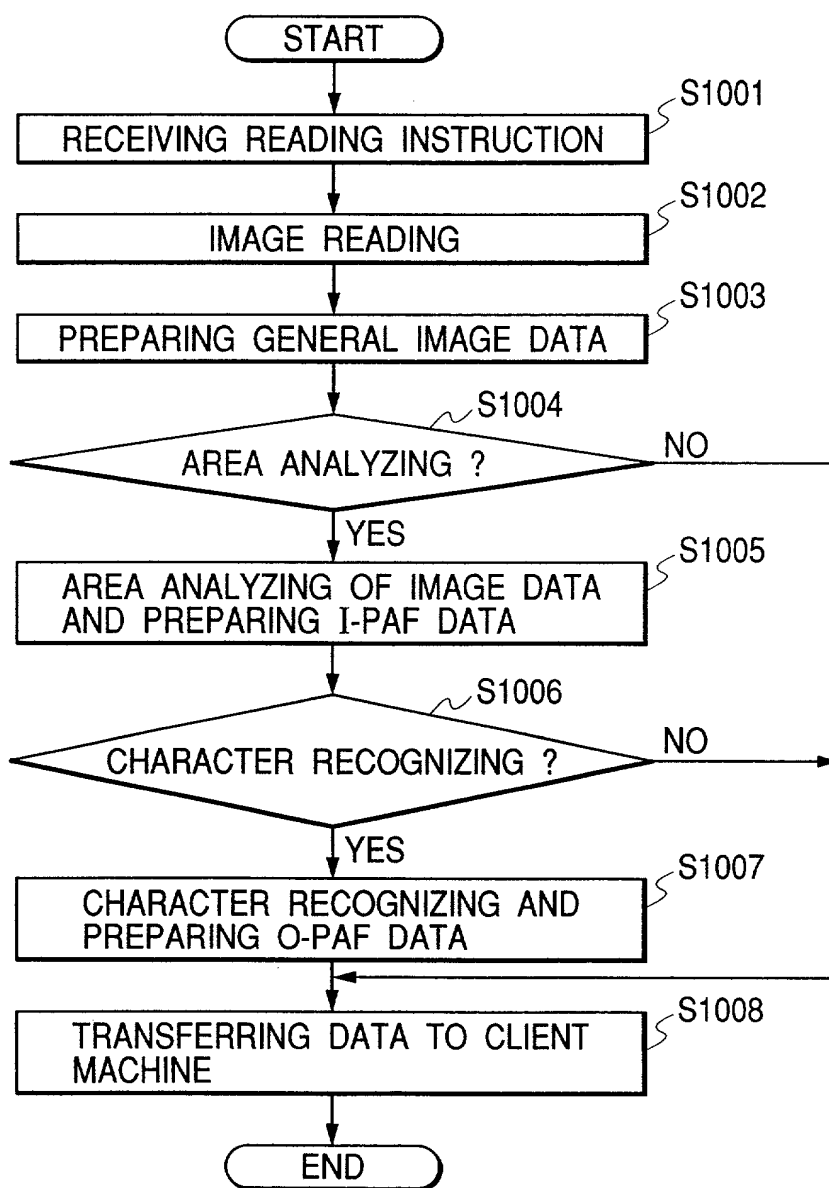 START
S1001
RECEIVING READING INSTRUCTION
S1002
IMAGE READING
S1003
PREPARING GENERAL IMAGE DATA
S1004
AREA ANALYZING ?
NO
YES
S1005
AREA ANALYZING OF IMAGE DATA
AND PREPARING I-PAF DATA
S1006
CHARACTER RECOGNIZING ?
NO
YES
S1007
CHARACTER RECOGNIZING AND
PREPARING O-PAF DATA
S1008
TRANSFERRING DATA TO CLIENT
MACHINE
END